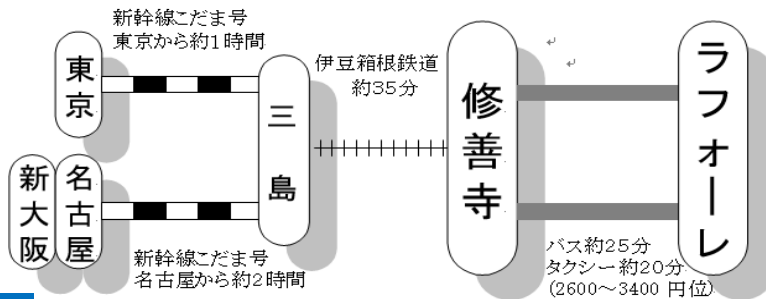 新幹線こだま号
東京から約1時間
東京
新大阪
名古屋
新幹線こだま号
名古屋から約2時間
三島
伊豆箱根鉄道
約35分
修善寺
バス約25分
タクシー約20分
(2600~3400 円位)
ラフォーレ